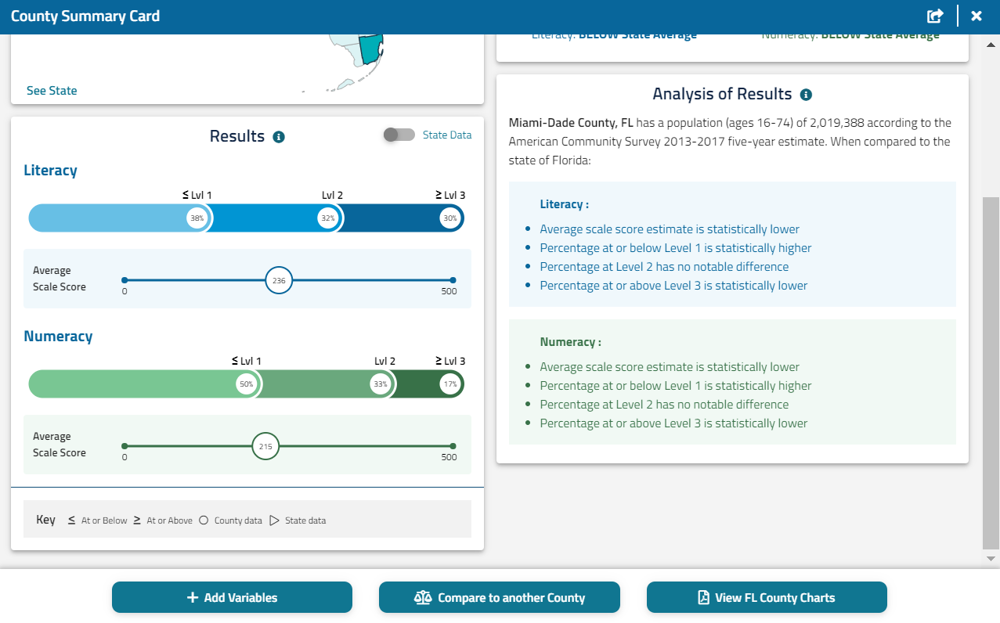 County Summary Card
See State
Results
State Data
Literacy
≤ Lvl 1 Lvl 2 ≥ Lvl 3
38% 32% 30%
Average
Scale Score
236
0 500
Numeracy
≤ Lvl 1 Lvl 2 ≥ Lvl 3
50% 33% 17%
Average
Scale Score
215
0 500
Key ≤ At or Below ≥ At or Above County data State data
Literacy: BELOW State Average Numeracy: BELOW State Average
Analysis of Results
Miami-Dade County, FL has a population (ages 16-74) of 2,019,388 according to the
American Community Survey 2013-2017 five-year estimate. When compared to the
state of Florida:
Literacy :
• Average scale score estimate is statistically lower
• Percentage at or below Level 1 is statistically higher
• Percentage at Level 2 has no notable difference
• Percentage at or above Level 3 is statistically lower
Numeracy :
• Average scale score estimate is statistically lower
• Percentage at or below Level 1 is statistically higher
• Percentage at Level 2 has no notable difference
• Percentage at or above Level 3 is statistically lower
Add Variables
Compare to another County
View FL County Charts